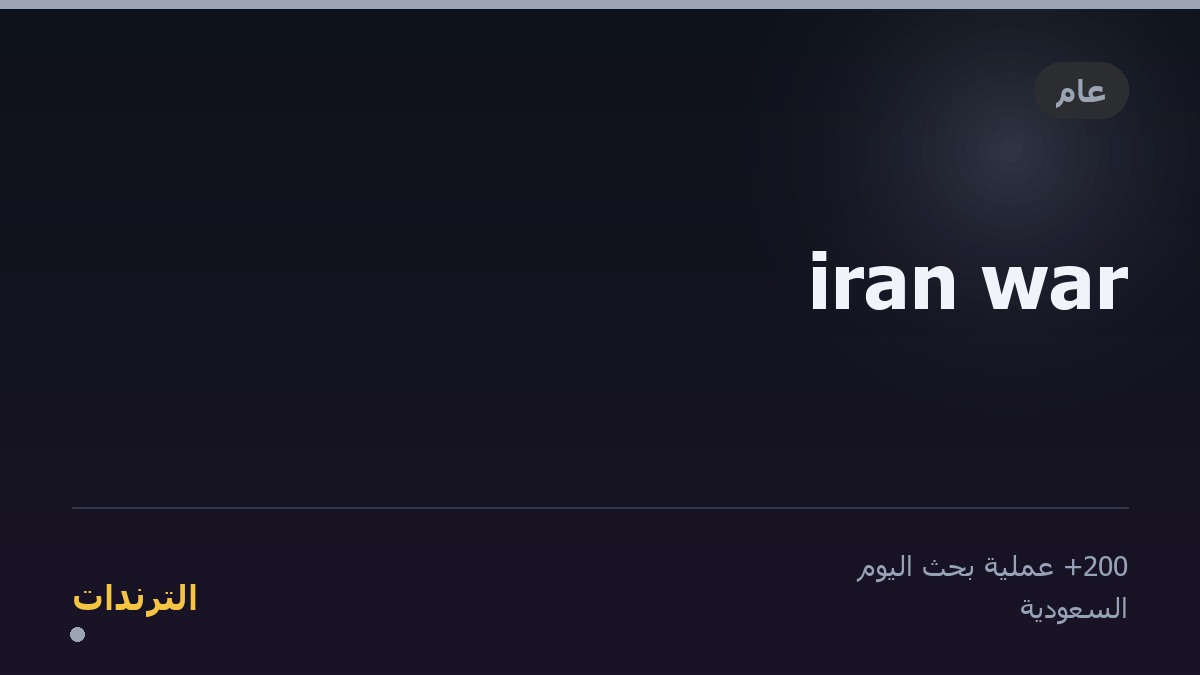 عام
iran war
200+ عملية بحث اليوم
السعودية
الترندات